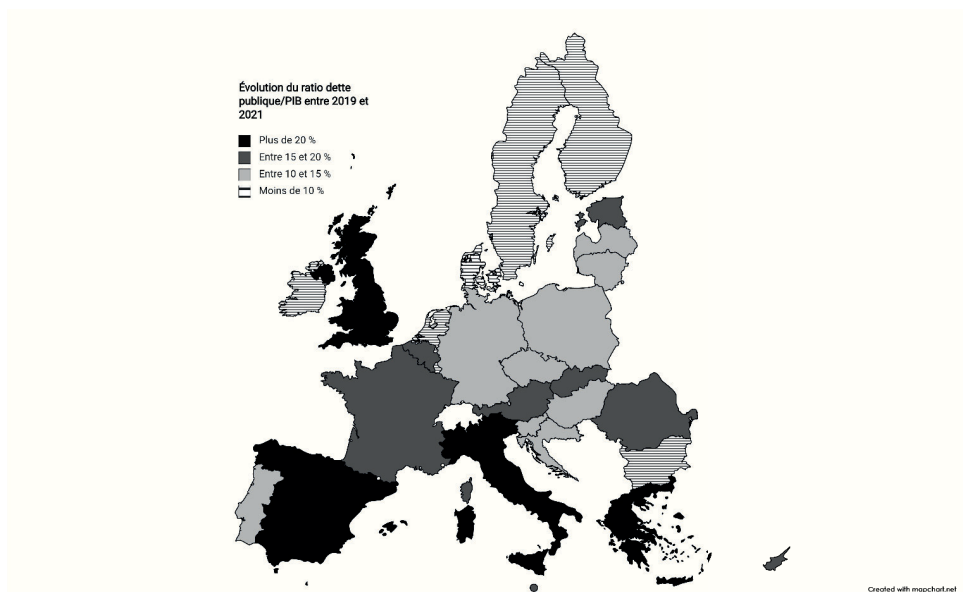 Évolution du ratio dette
publique/PIB entre 2019 et
2021
Plus de 20 %
Entre 15 et 20 %
Entre 10 et 15 %
Moins de 10 %
Created with mapchart.net